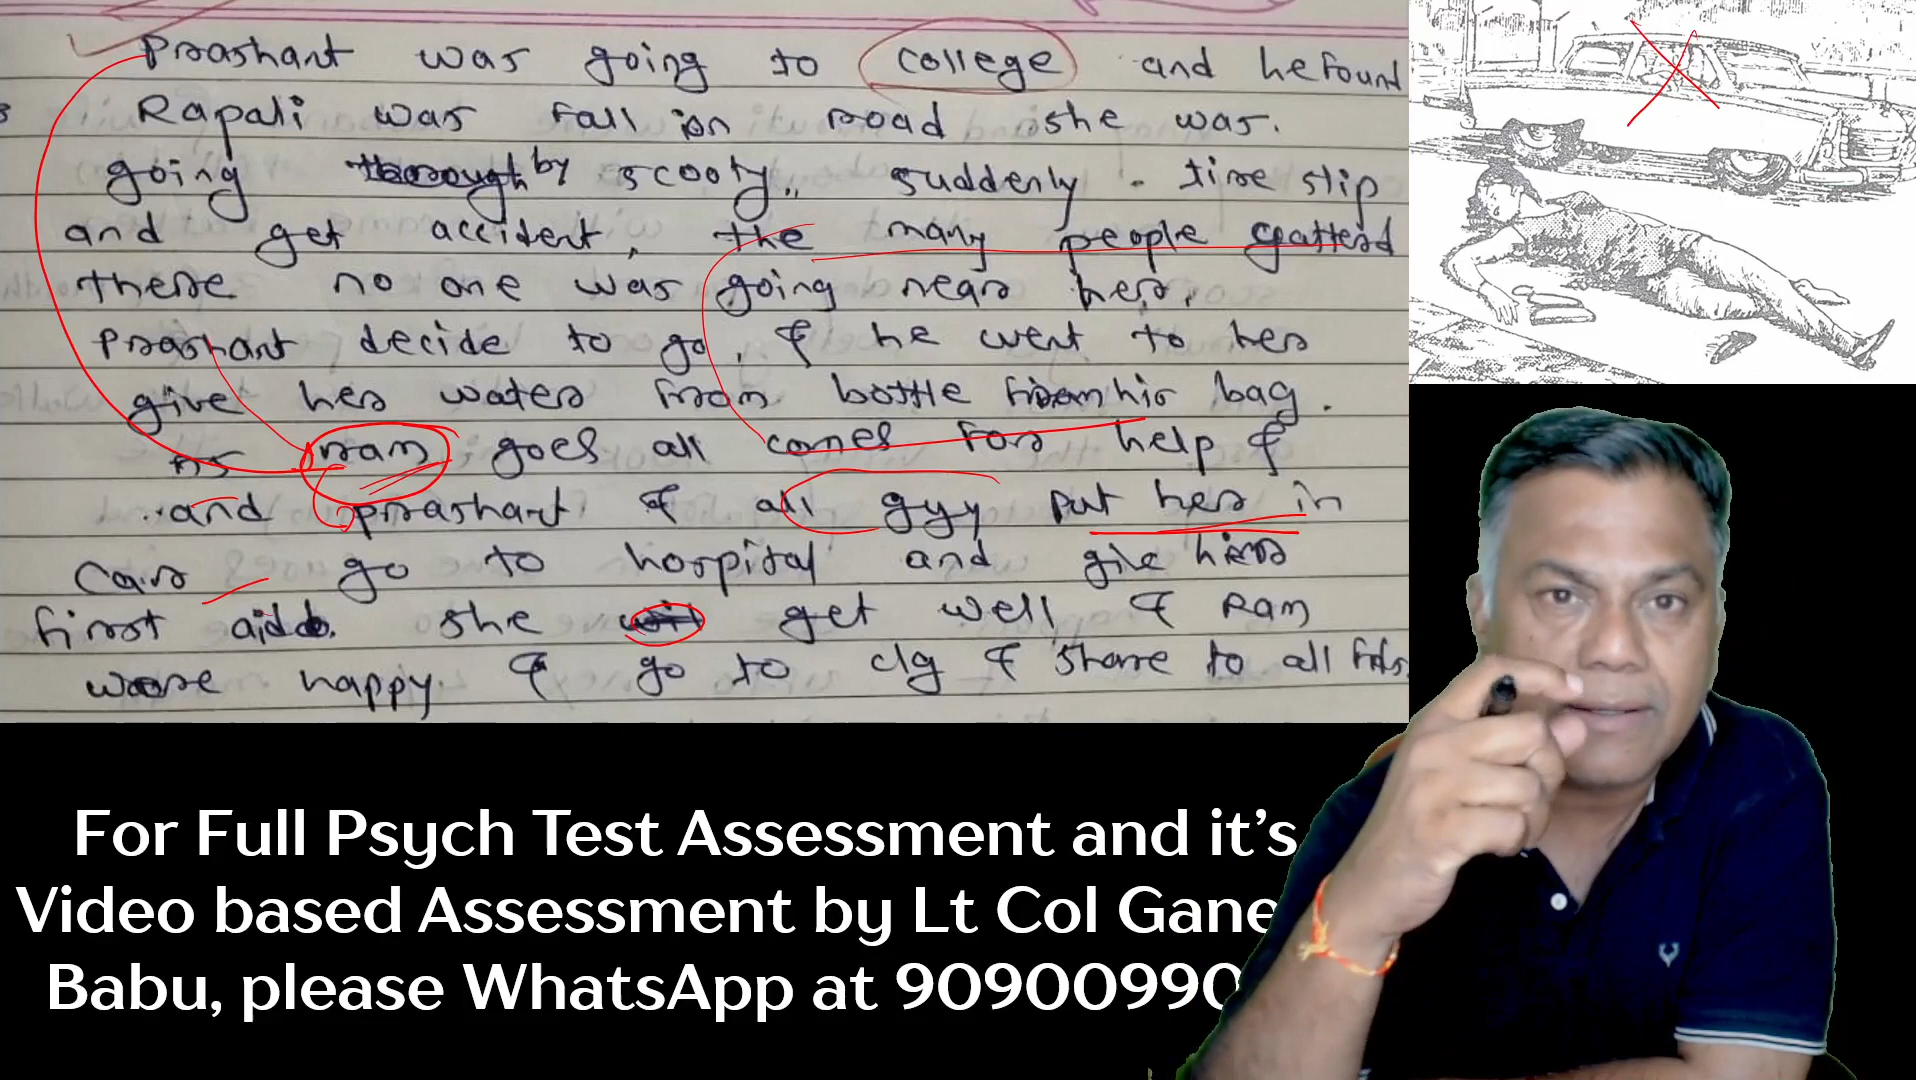 Prashant was going to college and he found
Rapali was fall in road she was.
going through by scooty,, suddenly. tire slip
and get accident, the many people gatterd
there no one was going near her,
Prashant decide to go, & he went to her
give her water from bottle from his bag.
as ram goes all comes for help &
and prashant & all gyy put her in
car go to hospital and give
first aid. she will get well & Ram
wore happy. & go to clg & share to all frds.
For Full Psych Test Assessment and it's
Video based Assessment by Lt Col Gane
Babu, please WhatsApp at 90900990